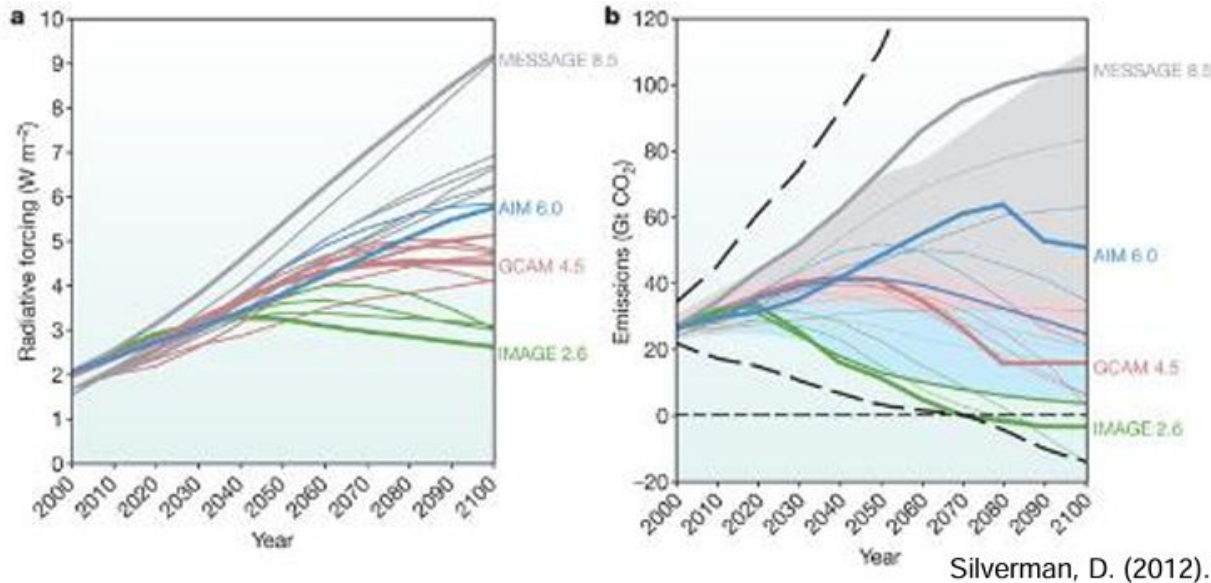 a
10
9
8
7
6
5
4
3
2
1
0
Radiative forcing (W m⁻²)
2000 2010 2020 2030 2040 2050 2060 2070 2080 2090 2100
Year
MESSAGE 8.5
AIM 6.0
GCAM 4.5
IMAGE 2.6
b
120
100
80
60
40
20
0
−20
Emissions (Gt CO₂)
2000 2010 2020 2030 2040 2050 2060 2070 2080 2090 2100
Year
MESSAGE 8.5
AIM 6.0
GCAM 4.5
IMAGE 2.6
Silverman, D. (2012).